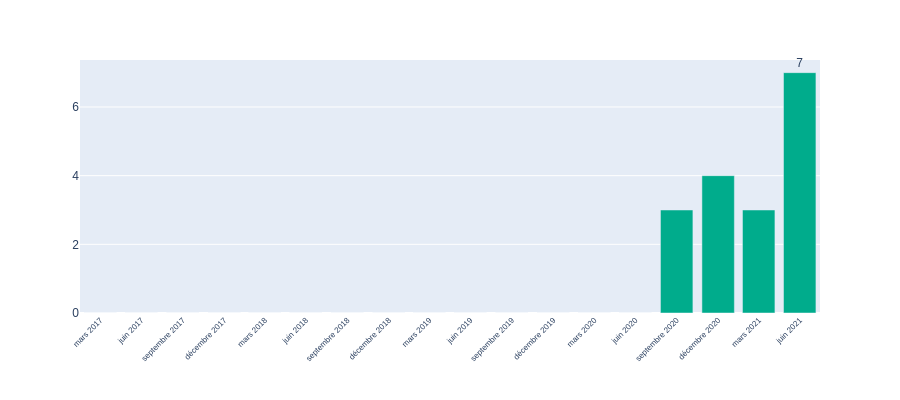 7
6
4
2
0
mars 2017
juin 2017
septembre 2017
décembre 2017
mars 2018
juin 2018
septembre 2018
décembre 2018
mars 2019
juin 2019
septembre 2019
décembre 2019
mars 2020
juin 2020
septembre 2020
décembre 2020
mars 2021
juin 2021